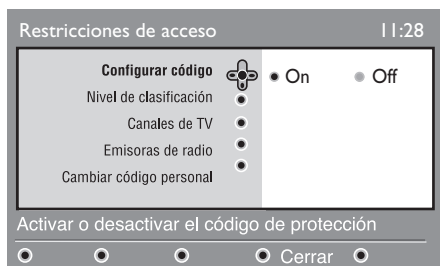 Restricciones de acceso 11:28
Configurar código On Off
Nivel de clasificación
Canales de TV
Emisoras de radio
Cambiar código personal
Activar o desactivar el código de protección
Cerrar